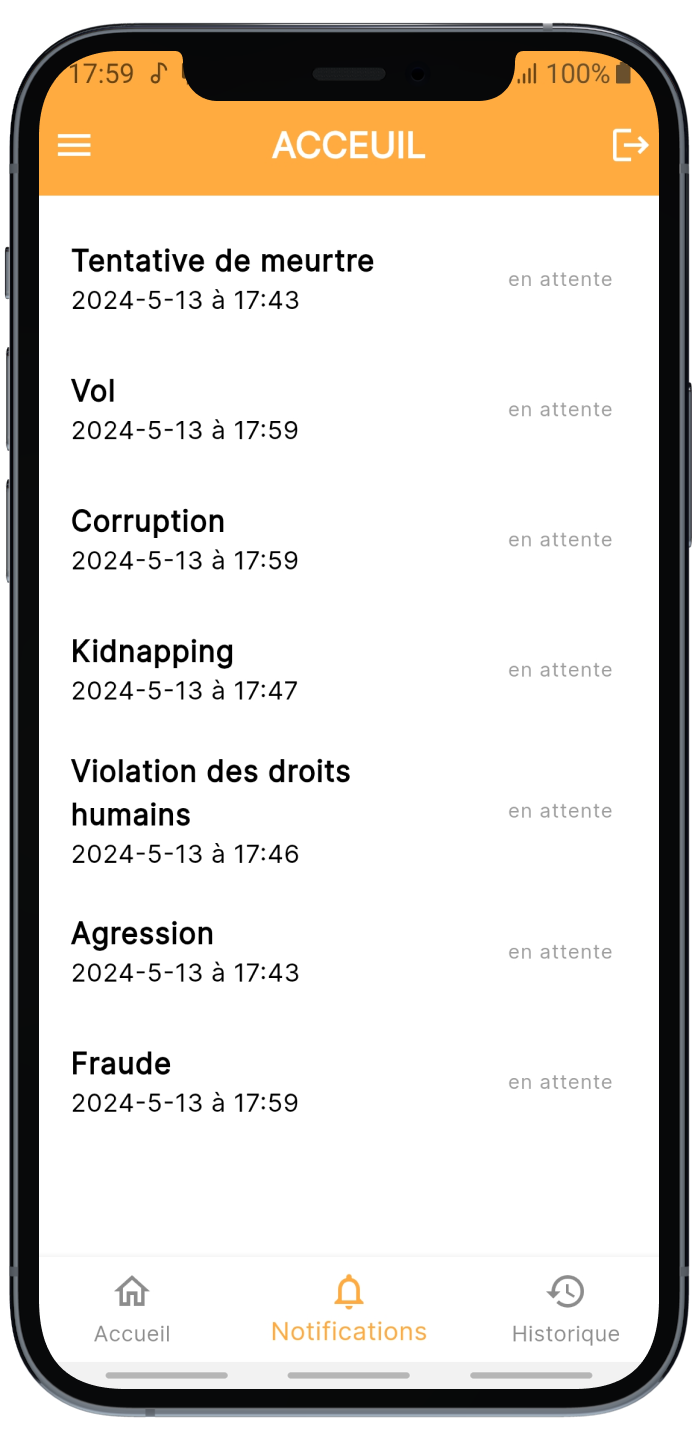 17:59
100%
ACCEUIL
Tentative de meurtre
2024-5-13 à 17:43
en attente
Vol
2024-5-13 à 17:59
en attente
Corruption
2024-5-13 à 17:59
en attente
Kidnapping
2024-5-13 à 17:47
en attente
Violation des droits
humains
2024-5-13 à 17:46
en attente
Agression
2024-5-13 à 17:43
en attente
Fraude
2024-5-13 à 17:59
en attente
Accueil
Notifications
Historique